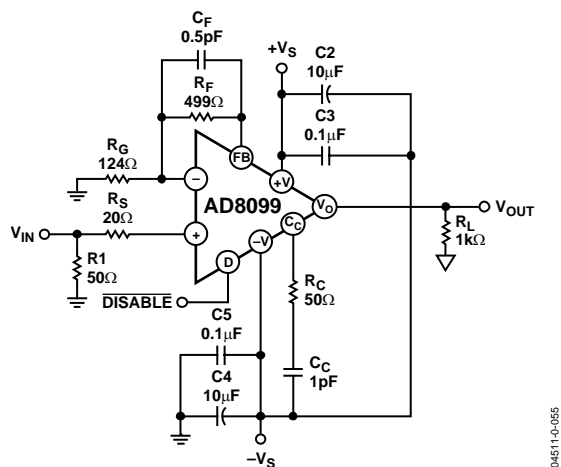 CF
0.5pF
RF
499Ω
+VS
C2
10μF
C3
0.1μF
RG
124Ω
FB
+V
−
AD8099
VO
VOUT
RS
20Ω
CC
RL
1kΩ
VIN
+
−V
R1
50Ω
D
RC
50Ω
DISABLE
C5
0.1μF
CC
1pF
C4
10μF
−VS
04511-0-055